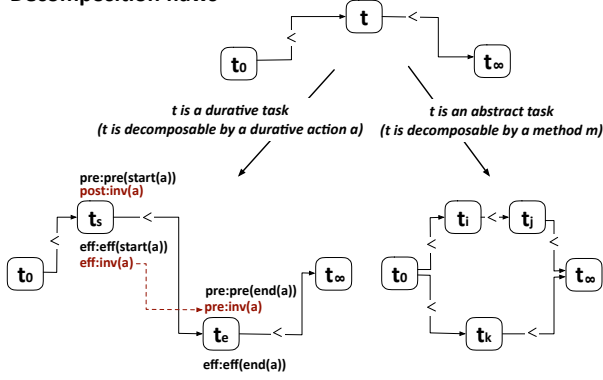 t
<
<
t0
t∞
t is a durative task
(t is decomposable by a durative action a)
t is an abstract task
(t is decomposable by a method m)
pre:pre(start(a))
post:inv(a)
ts
<
<
eff:eff(start(a))
eff:inv(a)
t0
t∞
<
pre:pre(end(a))
pre:inv(a)
te
<
eff:eff(end(a))
ti
<
tj
<
<
t0
t∞
<
tk
<